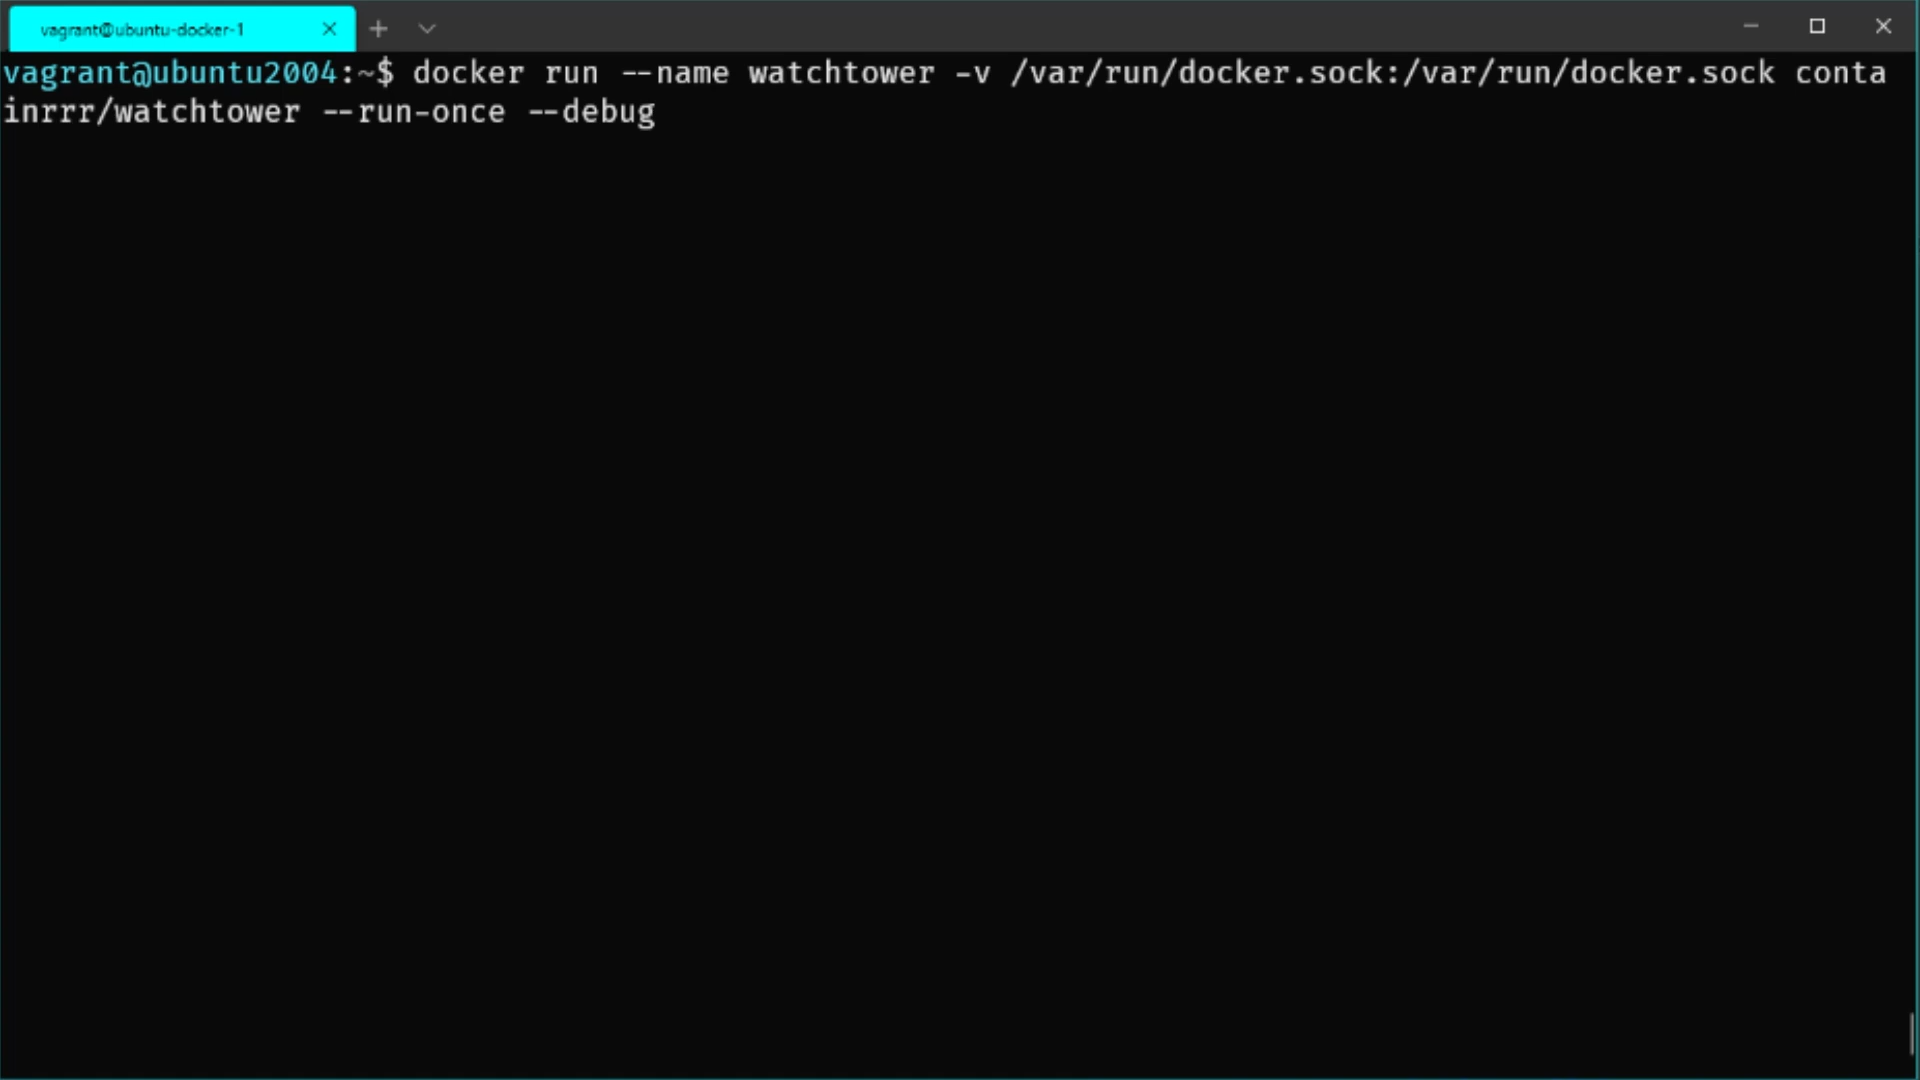 vagrant@ubuntu-docker-1
vagrant@ubuntu2004:~$ docker run --name watchtower -v /var/run/docker.sock:/var/run/docker.sock conta
inrrr/watchtower --run-once --debug